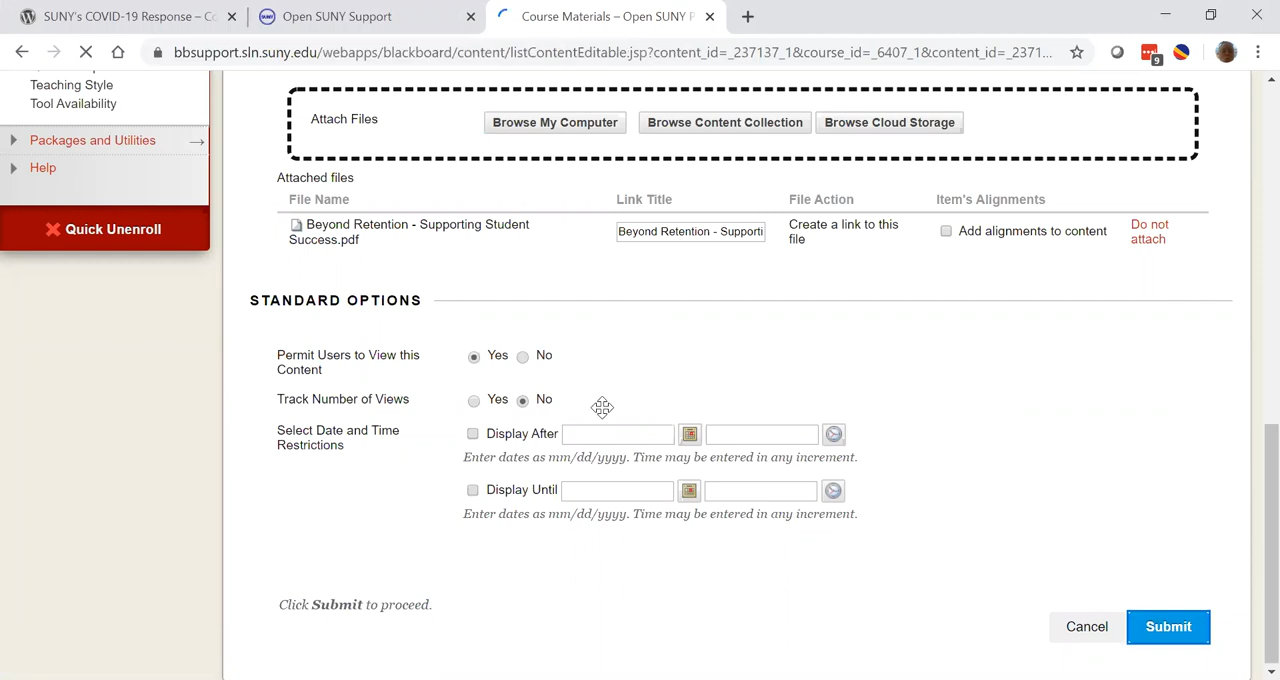 SUNY's COVID-19 Response – Co
Open SUNY Support
Course Materials – Open SUNY P
bbsupport.sln.suny.edu/webapps/blackboard/content/listContentEditable.jsp?content_id=_237137_1&course_id=_6407_1&content_id=_2371...
9
Teaching Style
Tool Availability
Packages and Utilities
Help
Quick Unenroll
Attach Files
Browse My Computer
Browse Content Collection
Browse Cloud Storage
Attached files
File Name Link Title File Action Item's Alignments
Beyond Retention - Supporting Student
Success.pdf
Beyond Retention - Supporti
Create a link to this
file
Add alignments to content
Do not
attach
STANDARD OPTIONS
Permit Users to View this
Content
Yes No
Track Number of Views
Yes No
Select Date and Time
Restrictions
Display After
Enter dates as mm/dd/yyyy. Time may be entered in any increment.
Display Until
Enter dates as mm/dd/yyyy. Time may be entered in any increment.
Click Submit to proceed.
Cancel
Submit